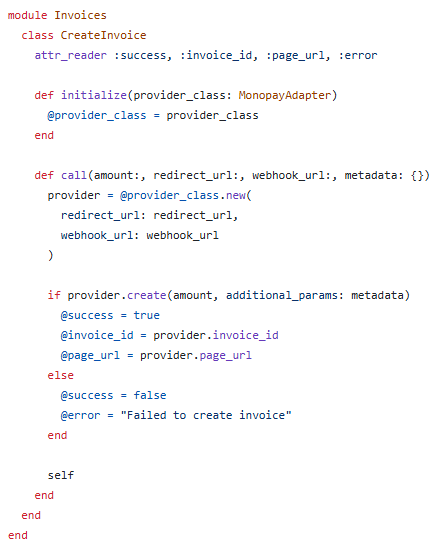 module Invoices
  class CreateInvoice
    attr_reader :success, :invoice_id, :page_url, :error

    def initialize(provider_class: MonopayAdapter)
      @provider_class = provider_class
    end

    def call(amount:, redirect_url:, webhook_url:, metadata: {})
      provider = @provider_class.new(
        redirect_url: redirect_url,
        webhook_url: webhook_url
      )

      if provider.create(amount, additional_params: metadata)
        @success = true
        @invoice_id = provider.invoice_id
        @page_url = provider.page_url
      else
        @success = false
        @error = "Failed to create invoice"
      end

      self
    end
  end
end